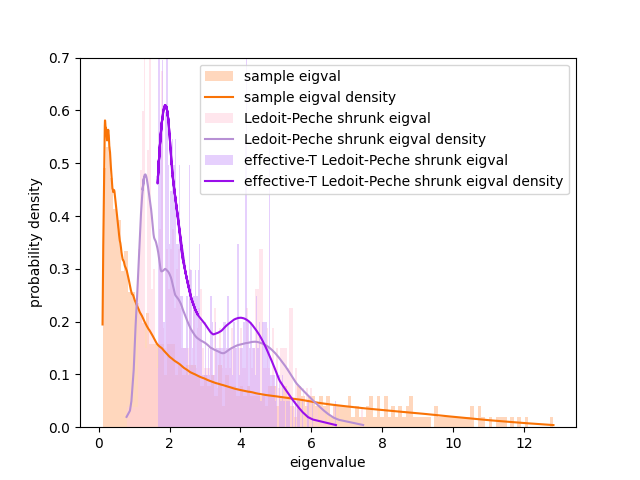 0.7
0.6
0.5
0.4
0.3
0.2
0.1
0.0
probability density
sample eigval
sample eigval density
Ledoit-Peche shrunk eigval
Ledoit-Peche shrunk eigval density
effective-T Ledoit-Peche shrunk eigval
effective-T Ledoit-Peche shrunk eigval density
0 2 4 6 8 10 12
eigenvalue